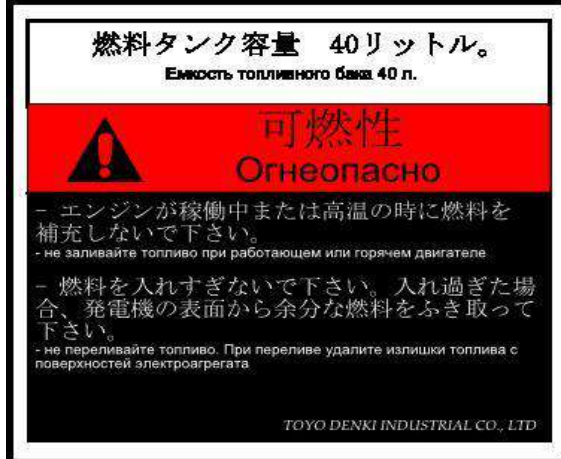 燃料タンク容量　40リットル。
Емкость топливного бака 40 л.
可燃性
Огнеопасно
- エンジンが稼働中または高温の時に燃料を
補充しないで下さい。
- не заливайте топливо при работающем или горячем двигателе
- 燃料を入れすぎないで下さい。入れ過ぎた場
合、発電機の表面から余分な燃料をふき取って
下さい。
- не переливайте топливо. При переливе удалите излишки топлива с
поверхностей электроагрегата
TOYO DENKI INDUSTRIAL CO., LTD